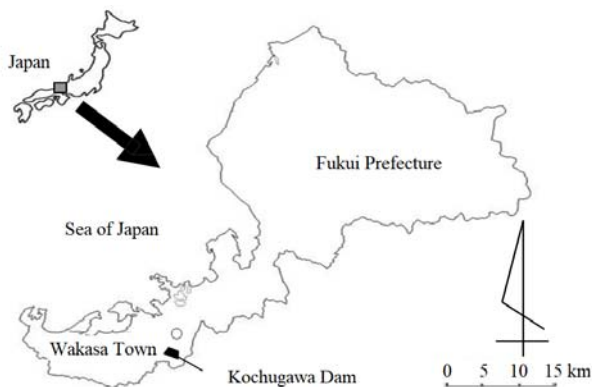 Japan
Fukui Prefecture
Sea of Japan
Wakasa Town
Kochugawa Dam
0 5 10 15 km